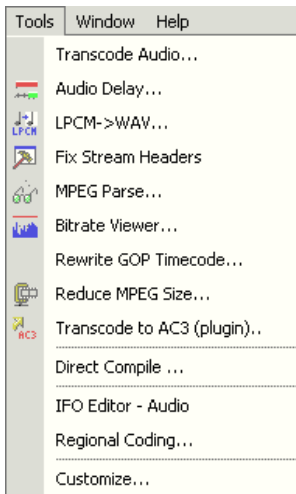 Tools Window Help
Transcode Audio...
Audio Delay...
LPCM LPCM->WAV...
Fix Stream Headers
MPEG Parse...
Bitrate Viewer...
Rewrite GOP Timecode...
Reduce MPEG Size...
AC3 Transcode to AC3 (plugin)..
Direct Compile ...
IFO Editor - Audio
Regional Coding...
Customize...